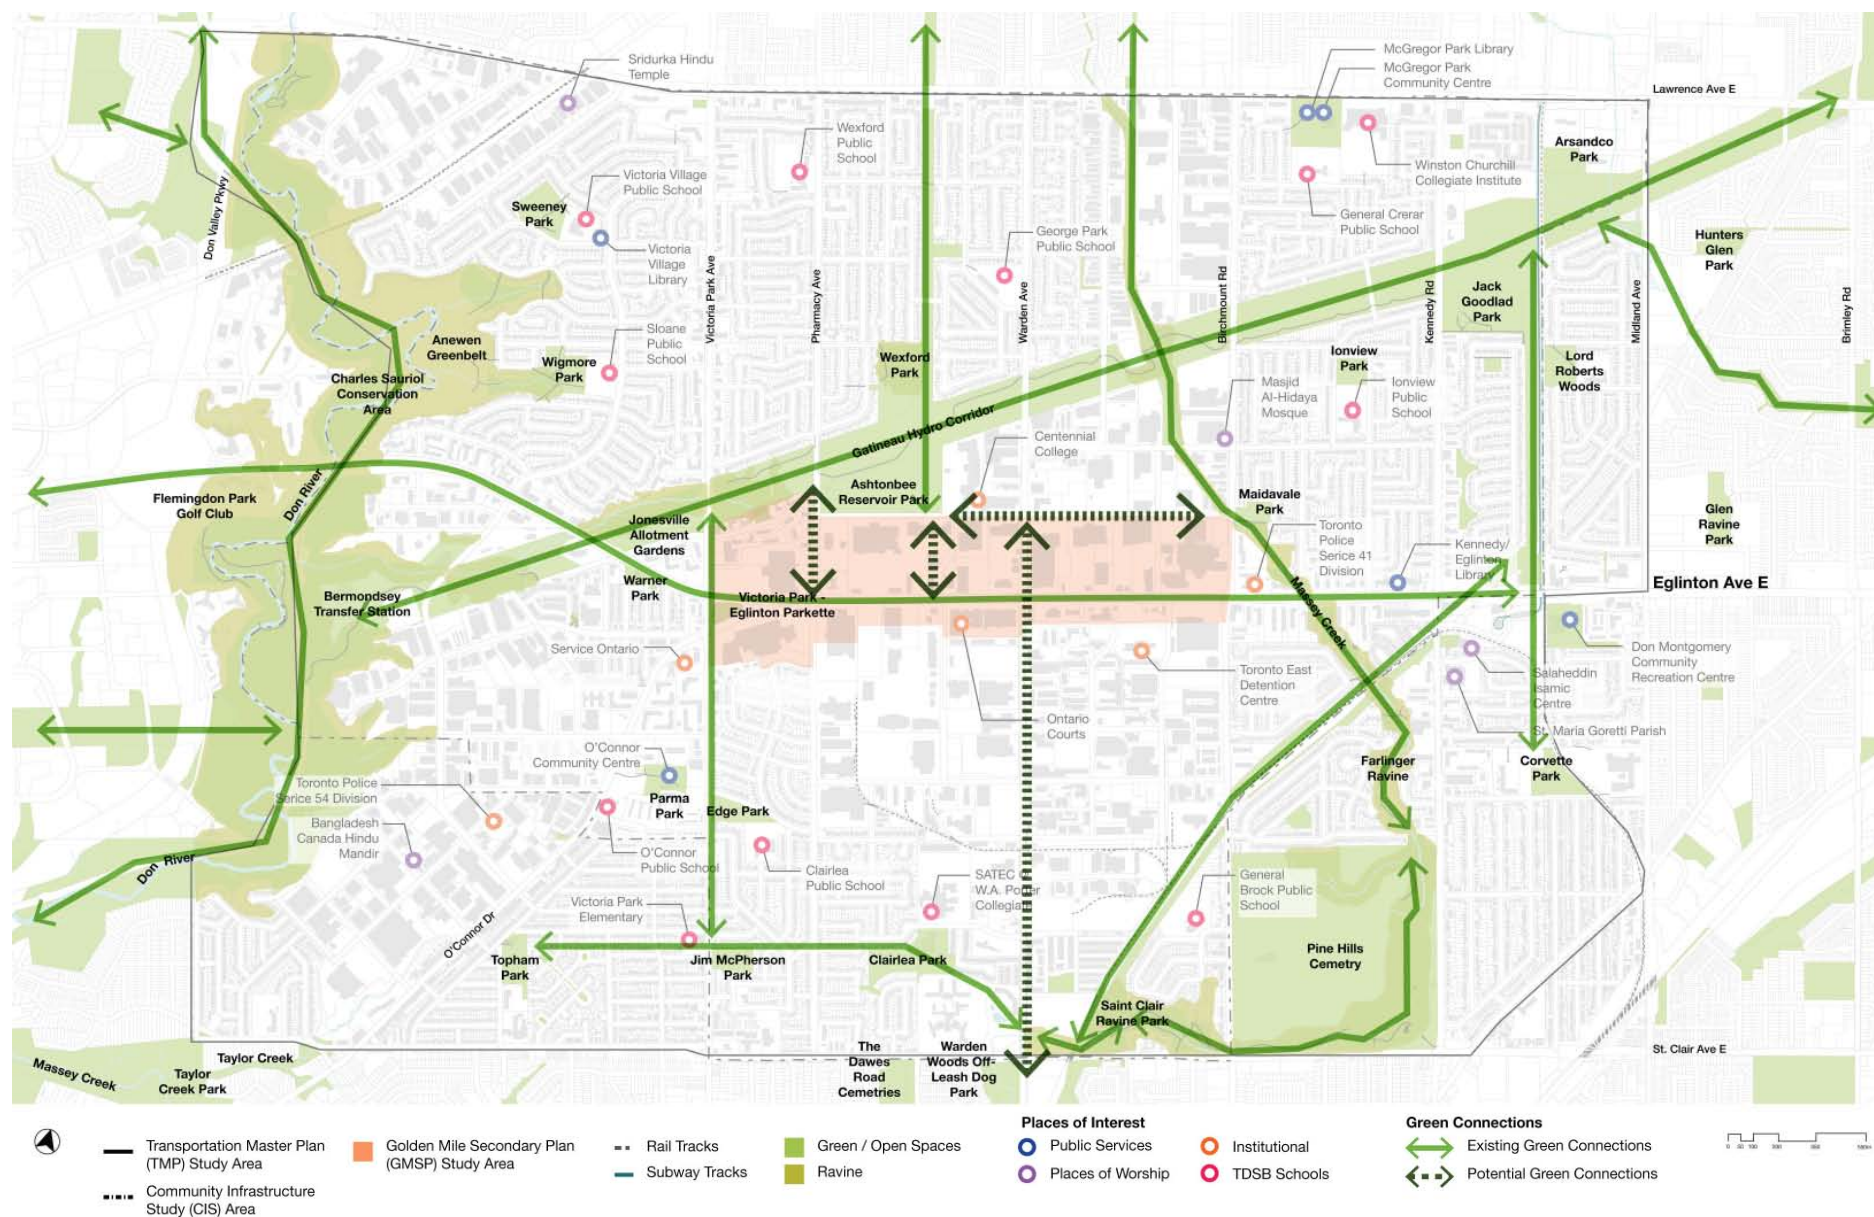 McGregor Park Library
McGregor Park
Community Centre
Sridurka Hindu
Temple
Lawrence Ave E
Wexford
Public
School
Arsandco
Park
Winston Churchill
Collegiate Institute
Victoria Village
Public School
Don Valley Pkwy
Sweeney
Park
General Crerar
Public School
George Park
Public School
Victoria
Village
Library
Hunters
Glen
Park
Victoria Park Ave
Pharmacy Ave
Warden Ave
Birchmount Rd
Kennedy Rd
Midland Ave
Brimley Rd
Jack
Goodlad
Park
Sloane
Public
School
Anewen
Greenbelt
Wigmore
Park
Wexford
Park
Ionview
Park
Lord
Roberts
Woods
Charles Sauriol
Conservation
Area
Masjid
Al-Hidaya
Mosque
Ionview
Public
School
Gatineau Hydro Corridor
Centennial
College
Flemingdon Park
Golf Club
Don River
Ashtonbee
Reservoir Park
Maidavale
Park
Jonesville
Allotment
Gardens
Glen
Ravine
Park
Toronto
Police
Serice 41
Division
Kennedy/
Eglinton
Library
Warner
Park
Bermondsey
Transfer Station
Victoria Park -
Eglinton Parkette
Eglinton Ave E
Massey Creek
Service Ontario
Toronto East
Detention
Centre
Don Montgomery
Community
Recreation Centre
Salaheddin
Isamic
Centre
Ontario
Courts
St. Maria Goretti Parish
O'Connor
Community Centre
Farlinger
Ravine
Corvette
Park
Toronto Police
Serice 54 Division
Parma
Park
Edge Park
Bangladesh
Canada Hindu
Mandir
Don River
O'Connor
Public School
Clairlea
Public School
SATEC @
W.A. Porter
Collegiate
General
Brock Public
School
Victoria Park
Elementary
O'Connor Dr
Topham
Park
Jim McPherson
Park
Clairlea Park
Pine Hills
Cemetry
Saint Clair
Ravine Park
Taylor Creek
Massey Creek
Taylor
Creek Park
The
Dawes
Road
Cemetries
Warden
Woods Off-
Leash Dog
Park
St. Clair Ave E
Transportation Master Plan
(TMP) Study Area
Community Infrastructure
Study (CIS) Area
Golden Mile Secondary Plan
(GMSP) Study Area
Rail Tracks
Subway Tracks
Green / Open Spaces
Ravine
Places of Interest
Public Services
Places of Worship
Institutional
TDSB Schools
Green Connections
Existing Green Connections
Potential Green Connections